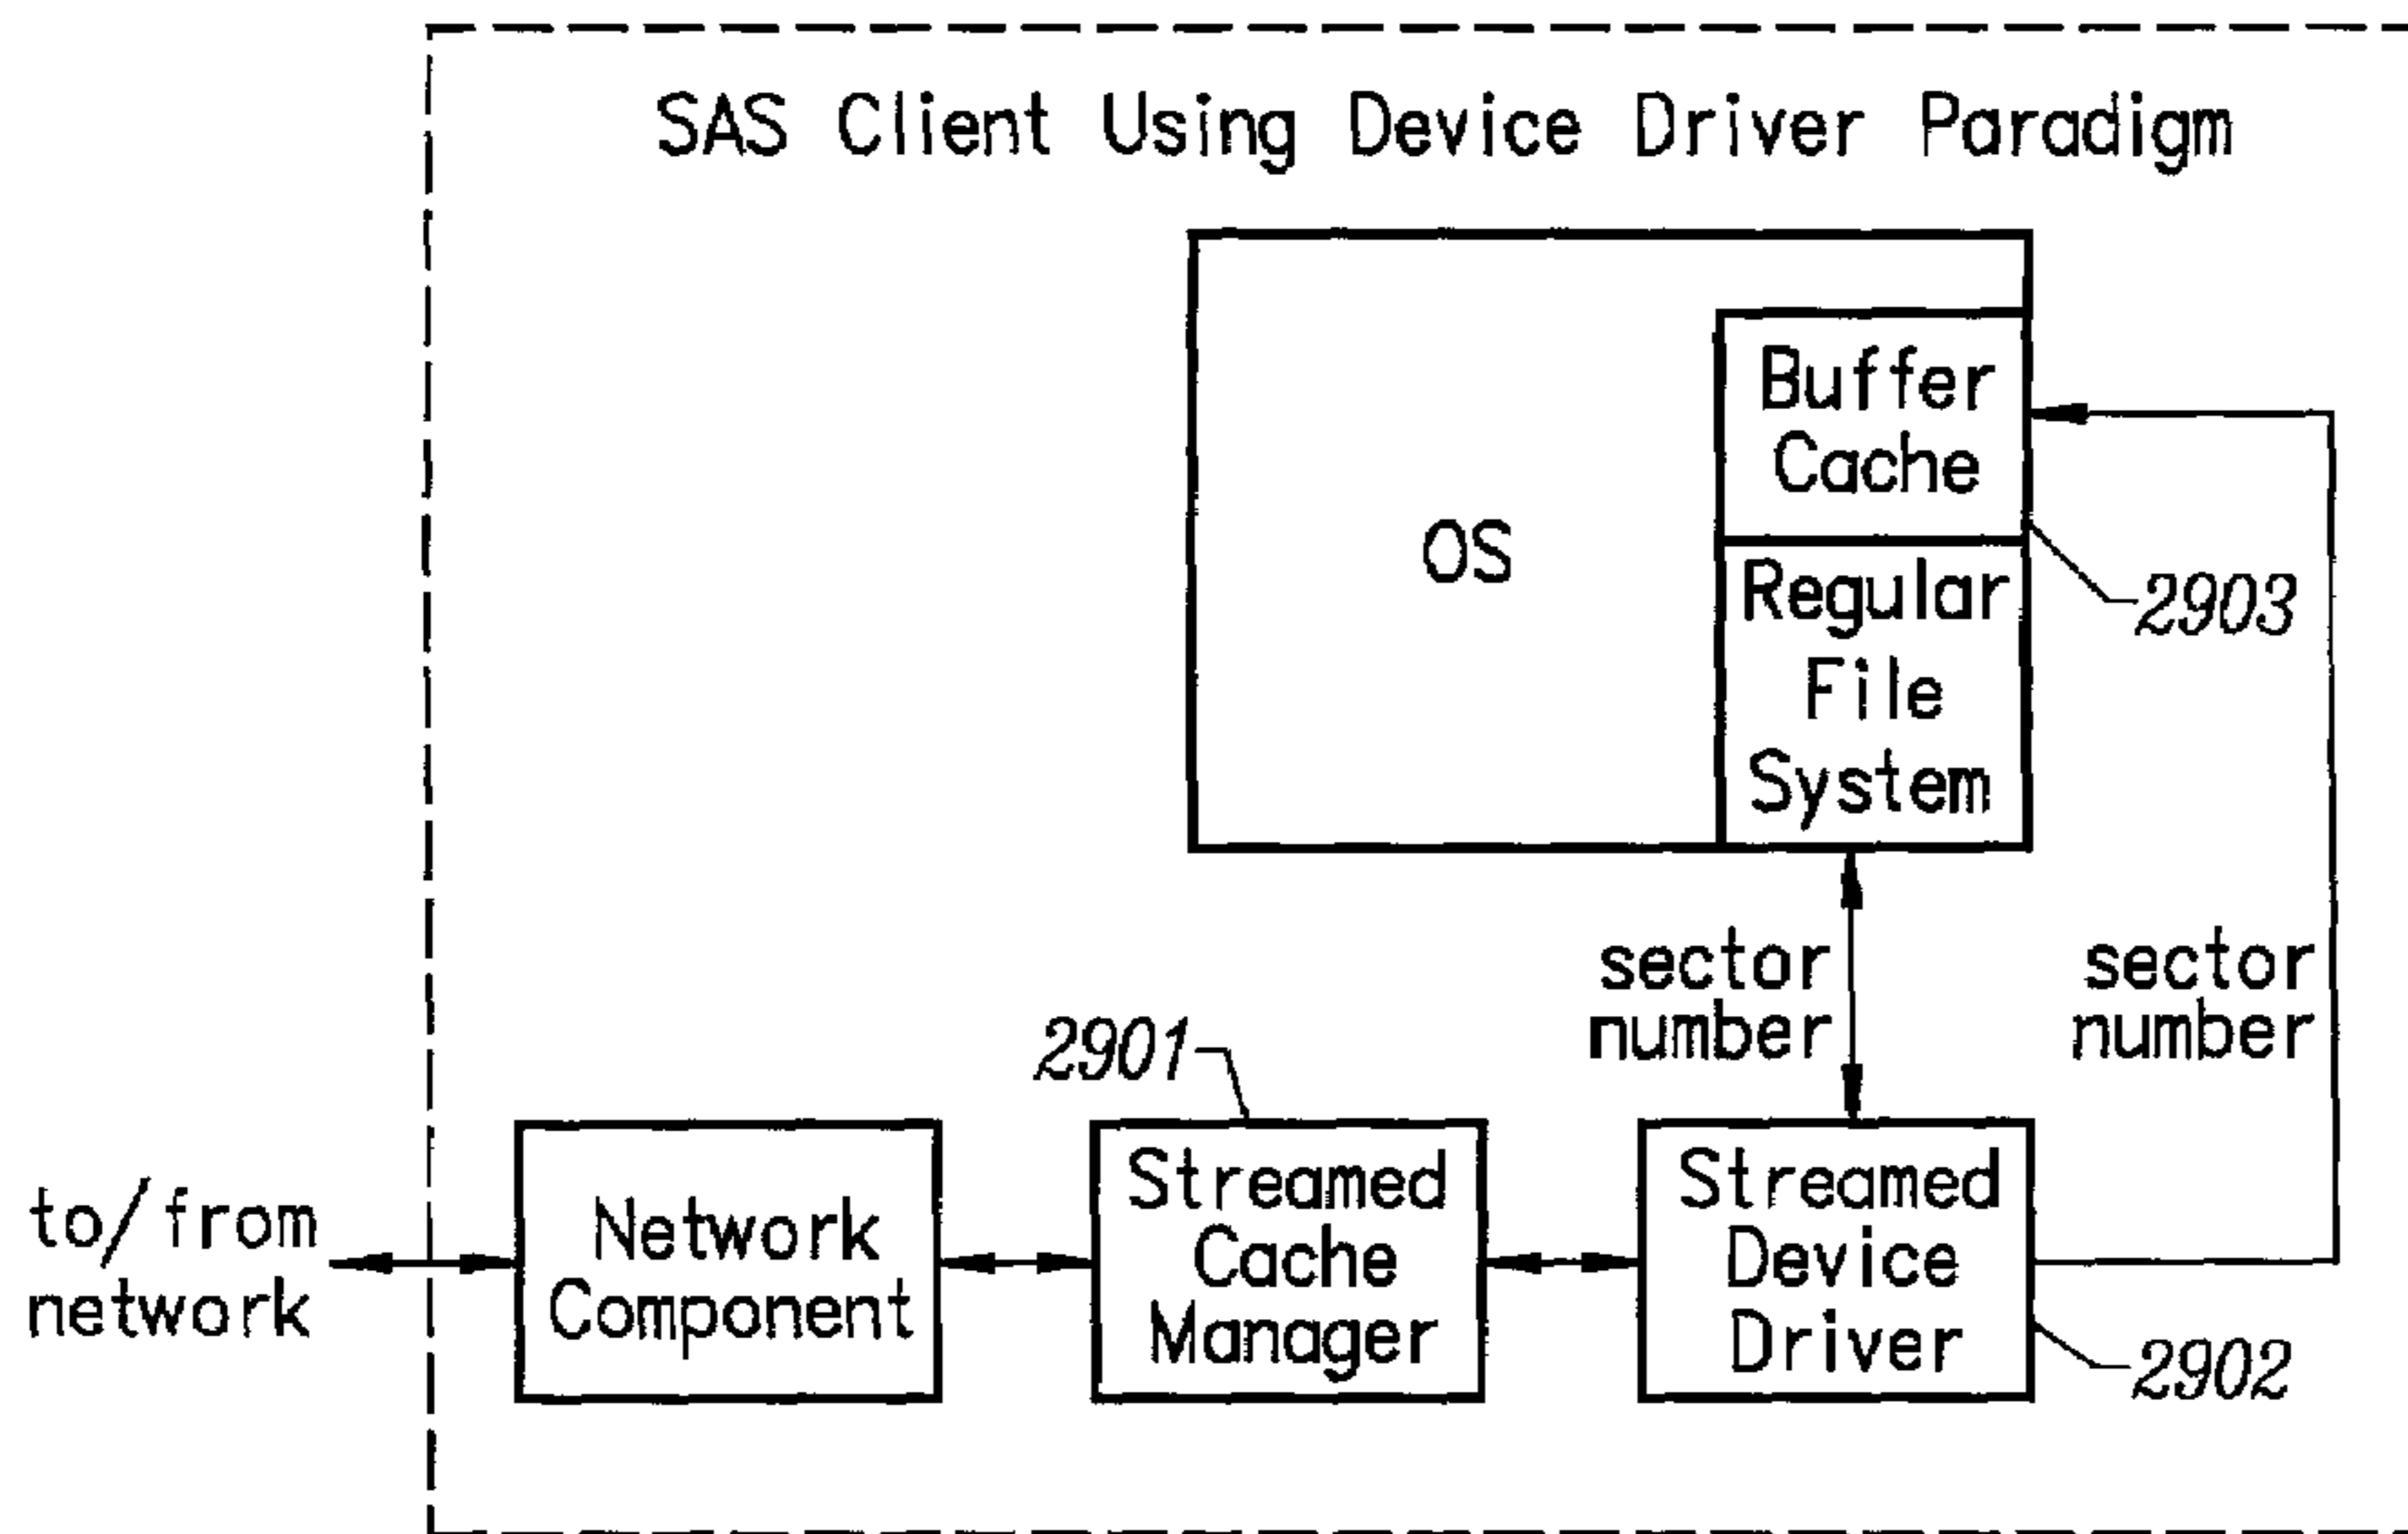 SAS Client Using Device Driver Paradigm
Buffer
Cache
OS
Regular
File
System
2903
sector
number
sector
number
2901
to/from
network
Network
Component
Streamed
Cache
Manager
Streamed
Device
Driver
2902